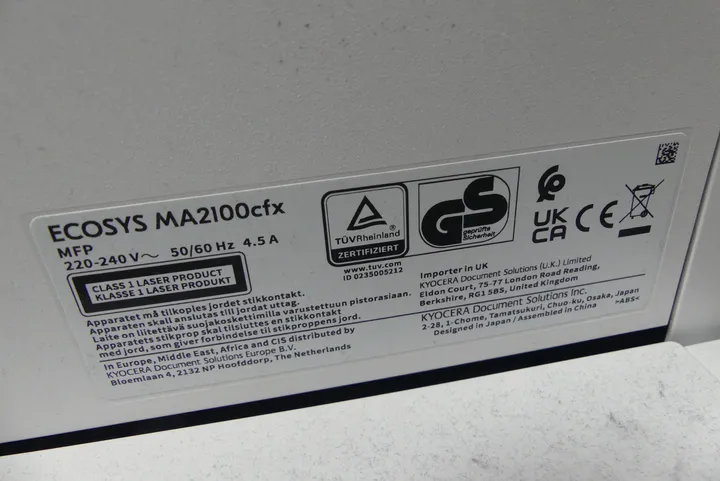 ECOSYS MA2100cfx
MFP
220-240 V~ 50/60 Hz 4.5 A
CLASS 1 LASER PRODUCT
KLASSE 1 LASER PRODUKT
Apparatet må tilkoples jordet stikkontakt.
Apparaten skall anslutas till jordat uttag.
Laite on liitettävä suojakoskettimilla varustettuun pistorasiaan.
Apparatets stikprop skal tilsluttes en stikkontakt
med jord, som giver forbindelse til stikproppens jord.
In Europe, Middle East, Africa and CIS distributed by
KYOCERA Document Solutions Europe B.V.
Bloemlaan 4, 2132 NP Hoofddorp, The Netherlands
TÜVRheinland
ZERTIFIZIERT
www.tuv.com
ID 0235005212
GS
geprüfte
Sicherheit
UK
CA
CE
Importer in UK
KYOCERA Document Solutions (U.K.) Limited
Eldon Court, 75-77 London Road Reading,
Berkshire, RG1 5BS, United Kingdom
KYOCERA Document Solutions Inc.
2-28, 1-Chome, Tamatsukuri, Chuo-ku, Osaka, Japan
Designed in Japan / Assembled in China >ABS<